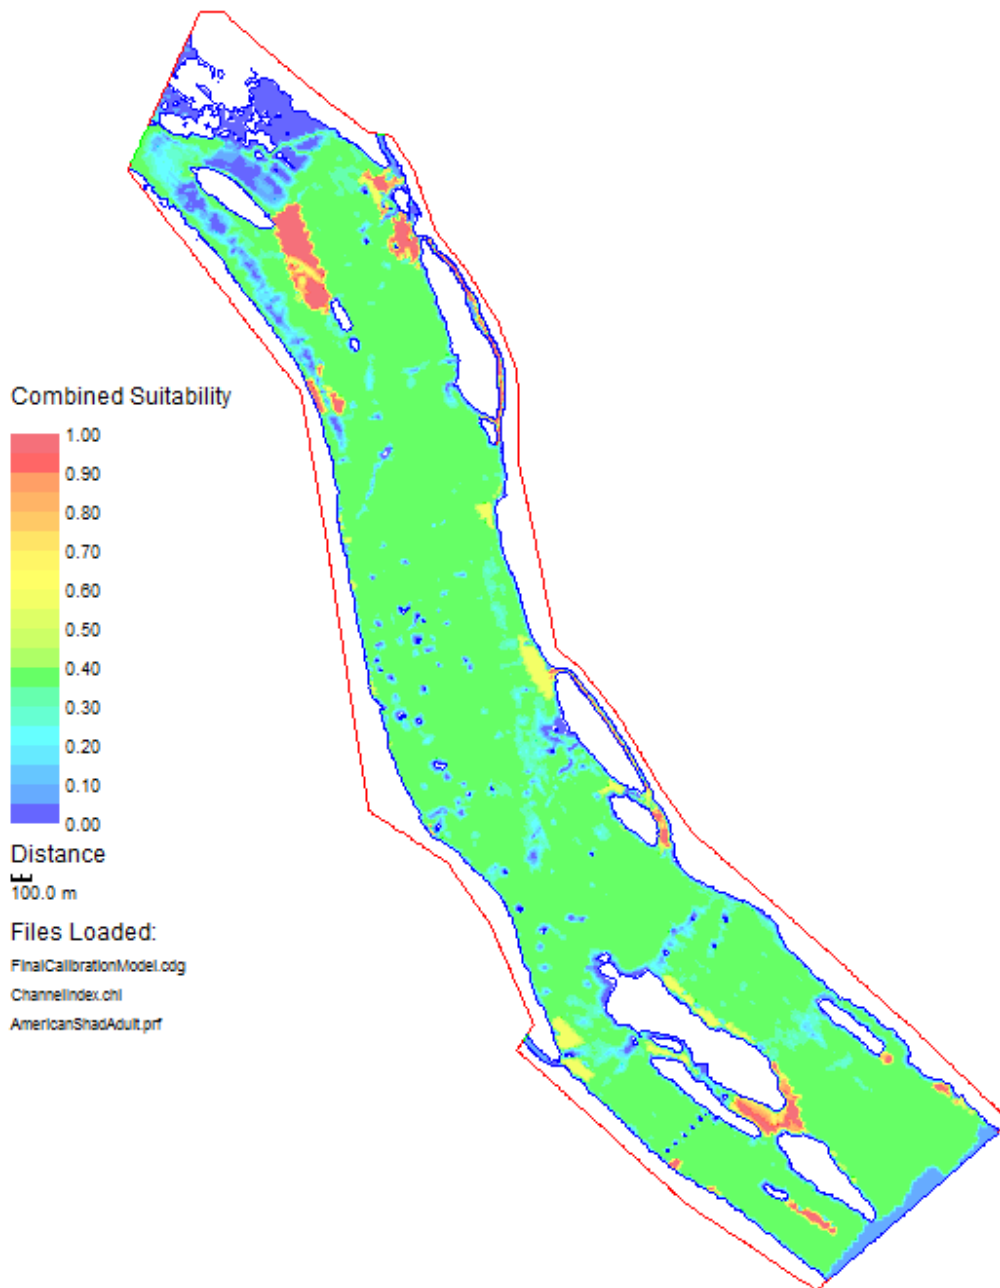 Combined Suitability
1.00
0.90
0.80
0.70
0.60
0.50
0.40
0.30
0.20
0.10
0.00
Distance
100.0 m
Files Loaded:
FinalCalibrationModel.cdg
ChannelIndex.chi
AmericanShadAdult.prf